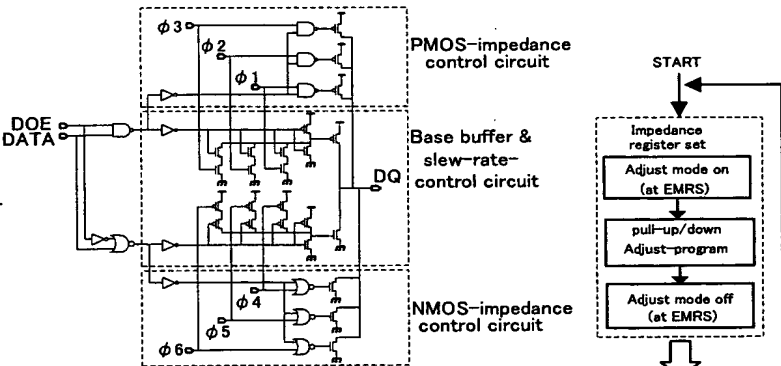 φ3
φ2
φ1
PMOS-impedance
control circuit
DOE
DATA
Base buffer &
slew-rate-
control circuit
DQ
φ4
φ5
φ6
NMOS-impedance
control circuit
START
Impedance
register set
Adjust mode on
(at EMRS)
pull-up/down
Adjust-program
Adjust mode off
(at EMRS)